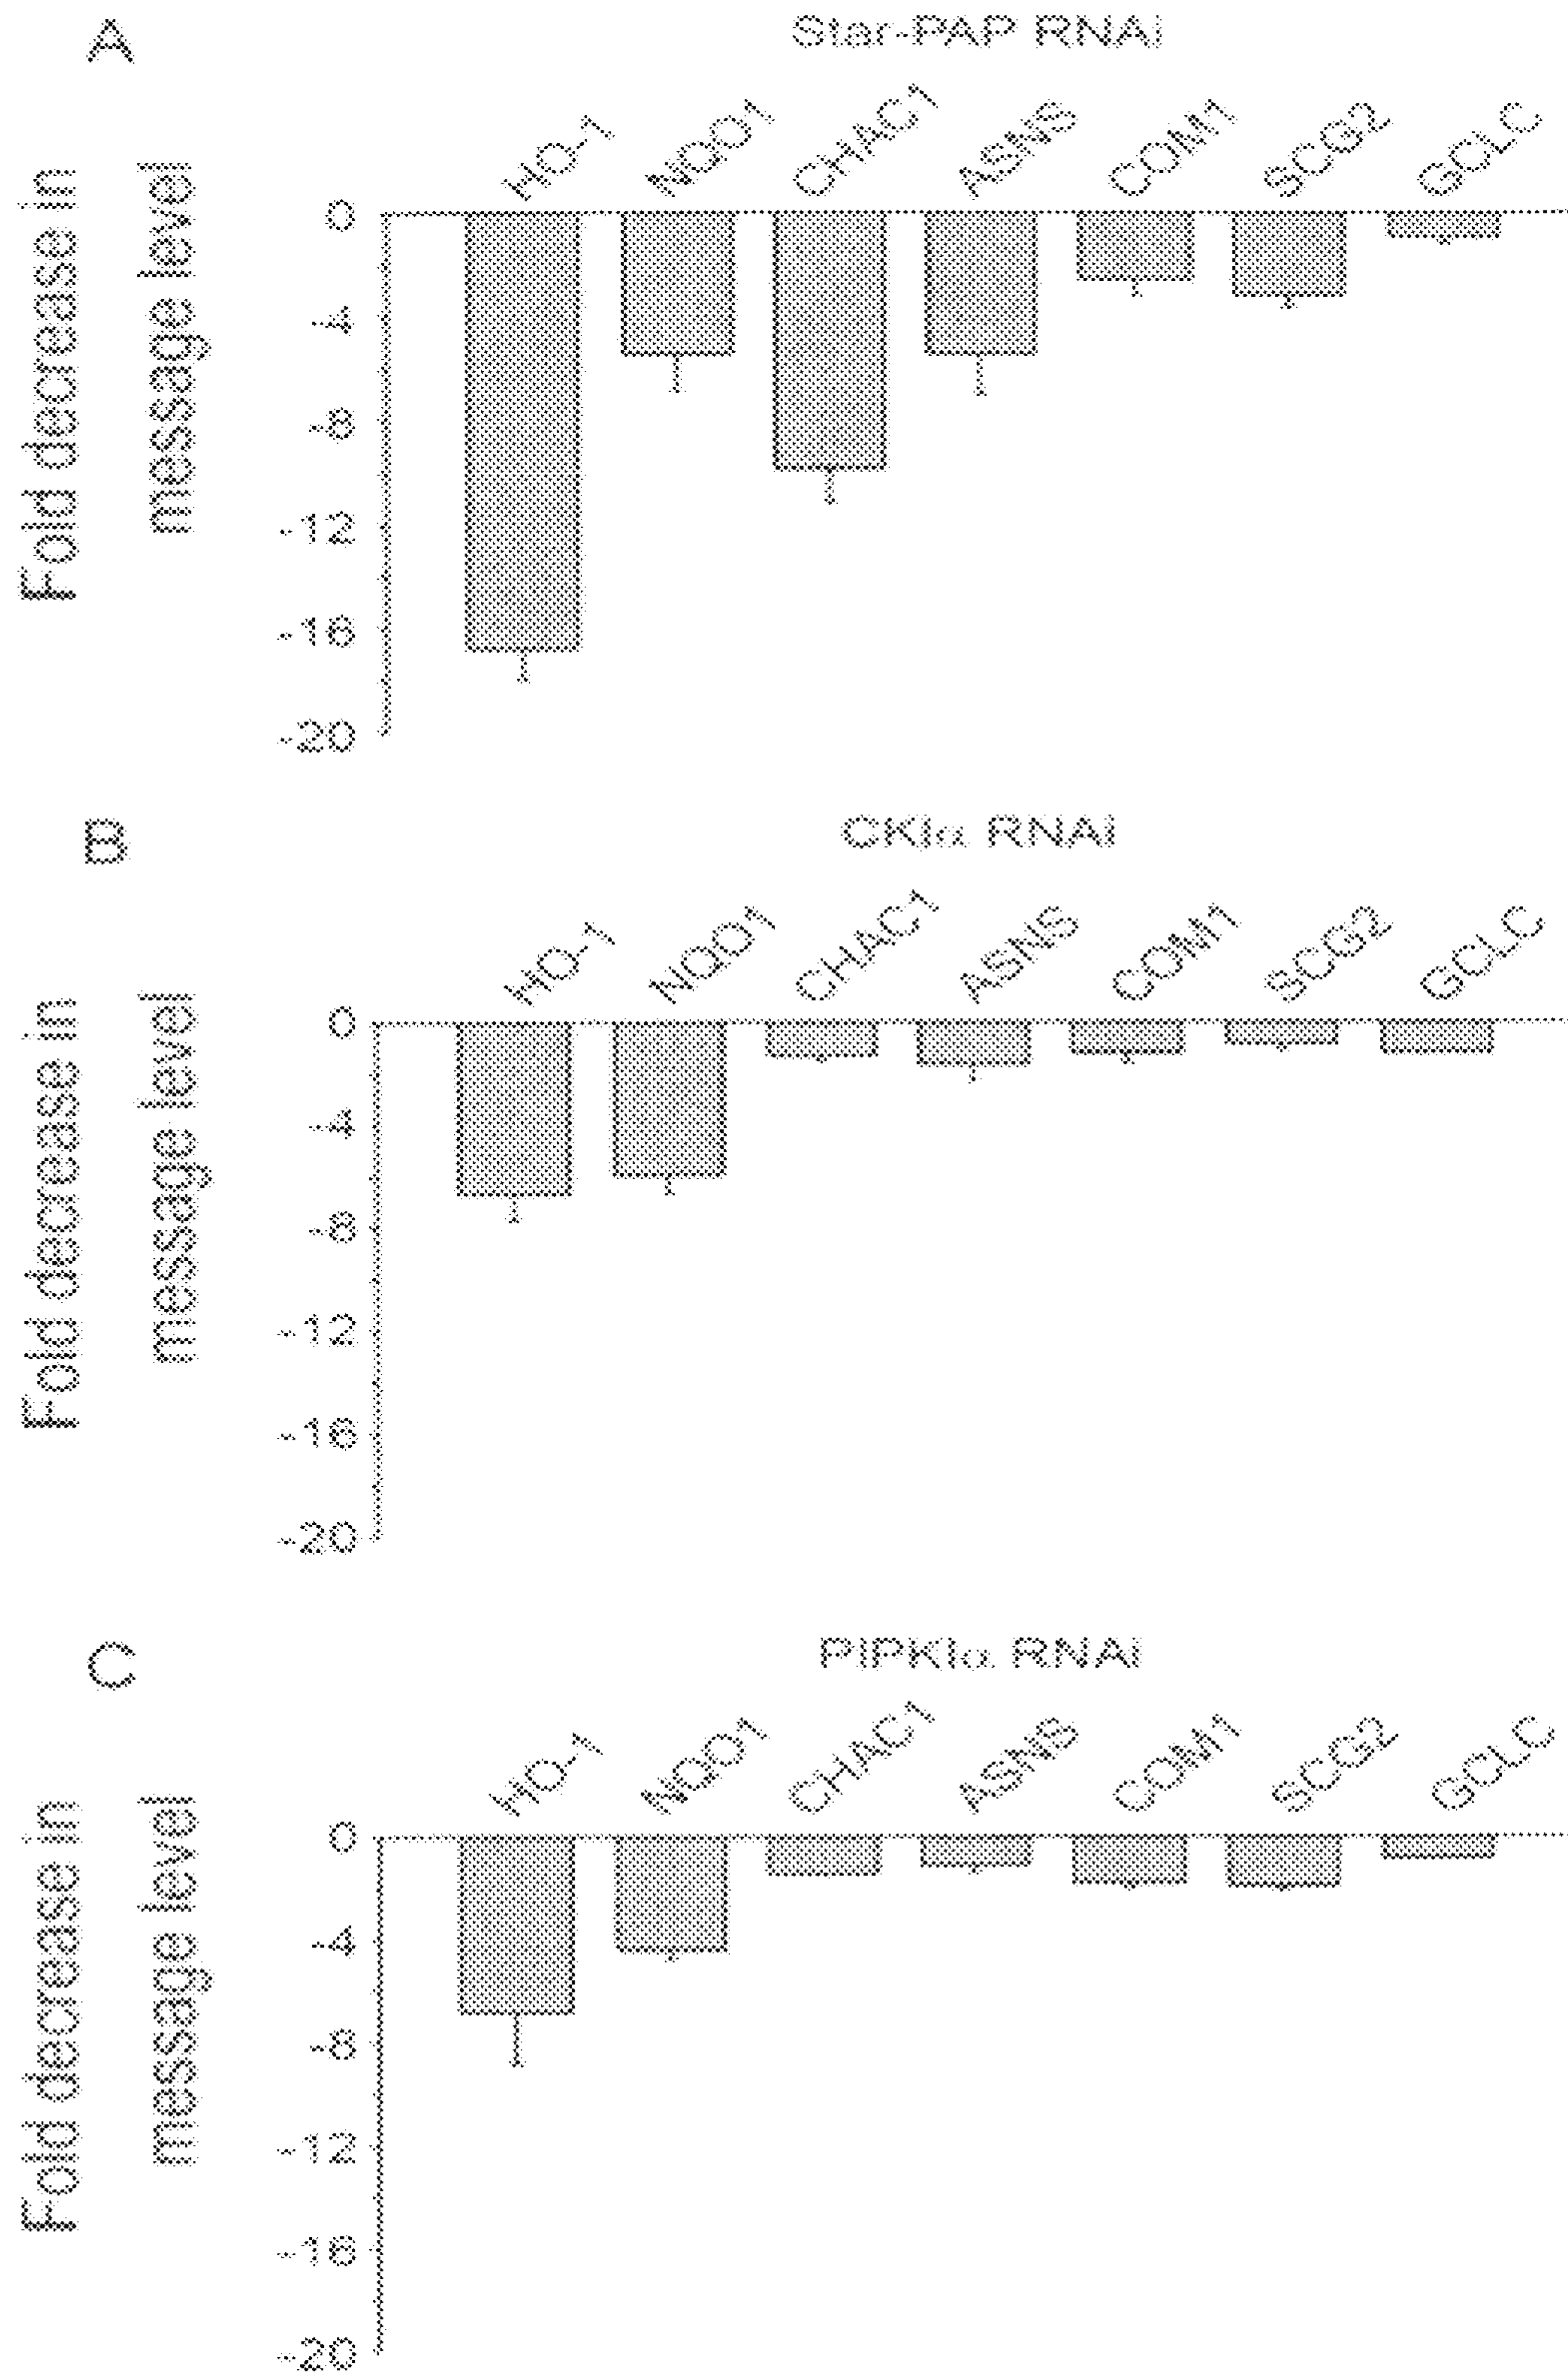 A
Star-PAP RNAi
HO-1 NQO1 CHAC1 ASNS COM1 SCG2 GCLC
Fold decrease in
message level
0
-4
-8
-12
-16
-20
B
CKIα RNAi
HO-1 NQO1 CHAC1 ASNS COM1 SCG2 GCLC
Fold decrease in
message level
0
-4
-8
-12
-16
-20
C
PIPKIα RNAi
HO-1 NQO1 CHAC1 ASNS COM1 SCG2 GCLC
Fold decrease in
message level
0
-4
-8
-12
-16
-20